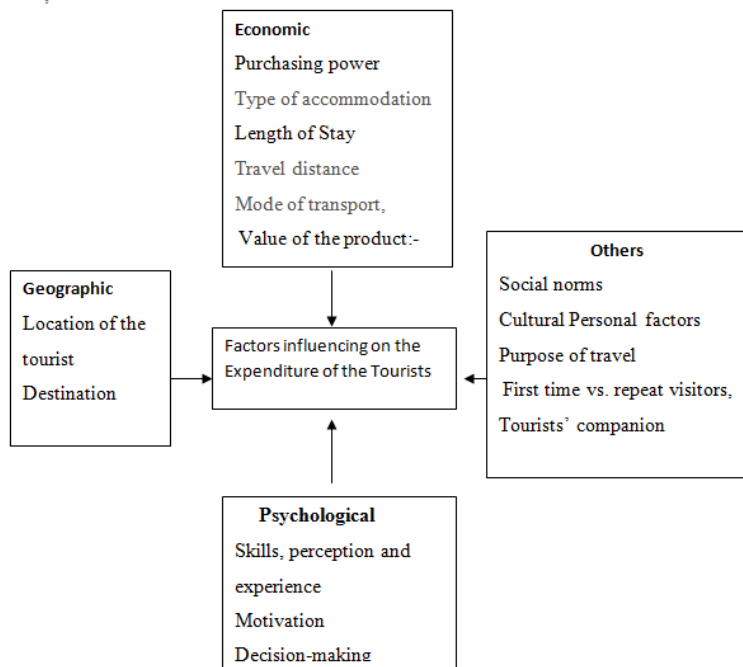 Economic
Purchasing power
Type of accommodation
Length of Stay
Travel distance
Mode of transport,
Value of the product:-
Others
Social norms
Cultural Personal factors
Purpose of travel
First time vs. repeat visitors,
Tourists’ companion
Geographic
Location of the
tourist
Destination
Factors influencing on the
Expenditure of the Tourists
Psychological
Skills, perception and
experience
Motivation
Decision-making